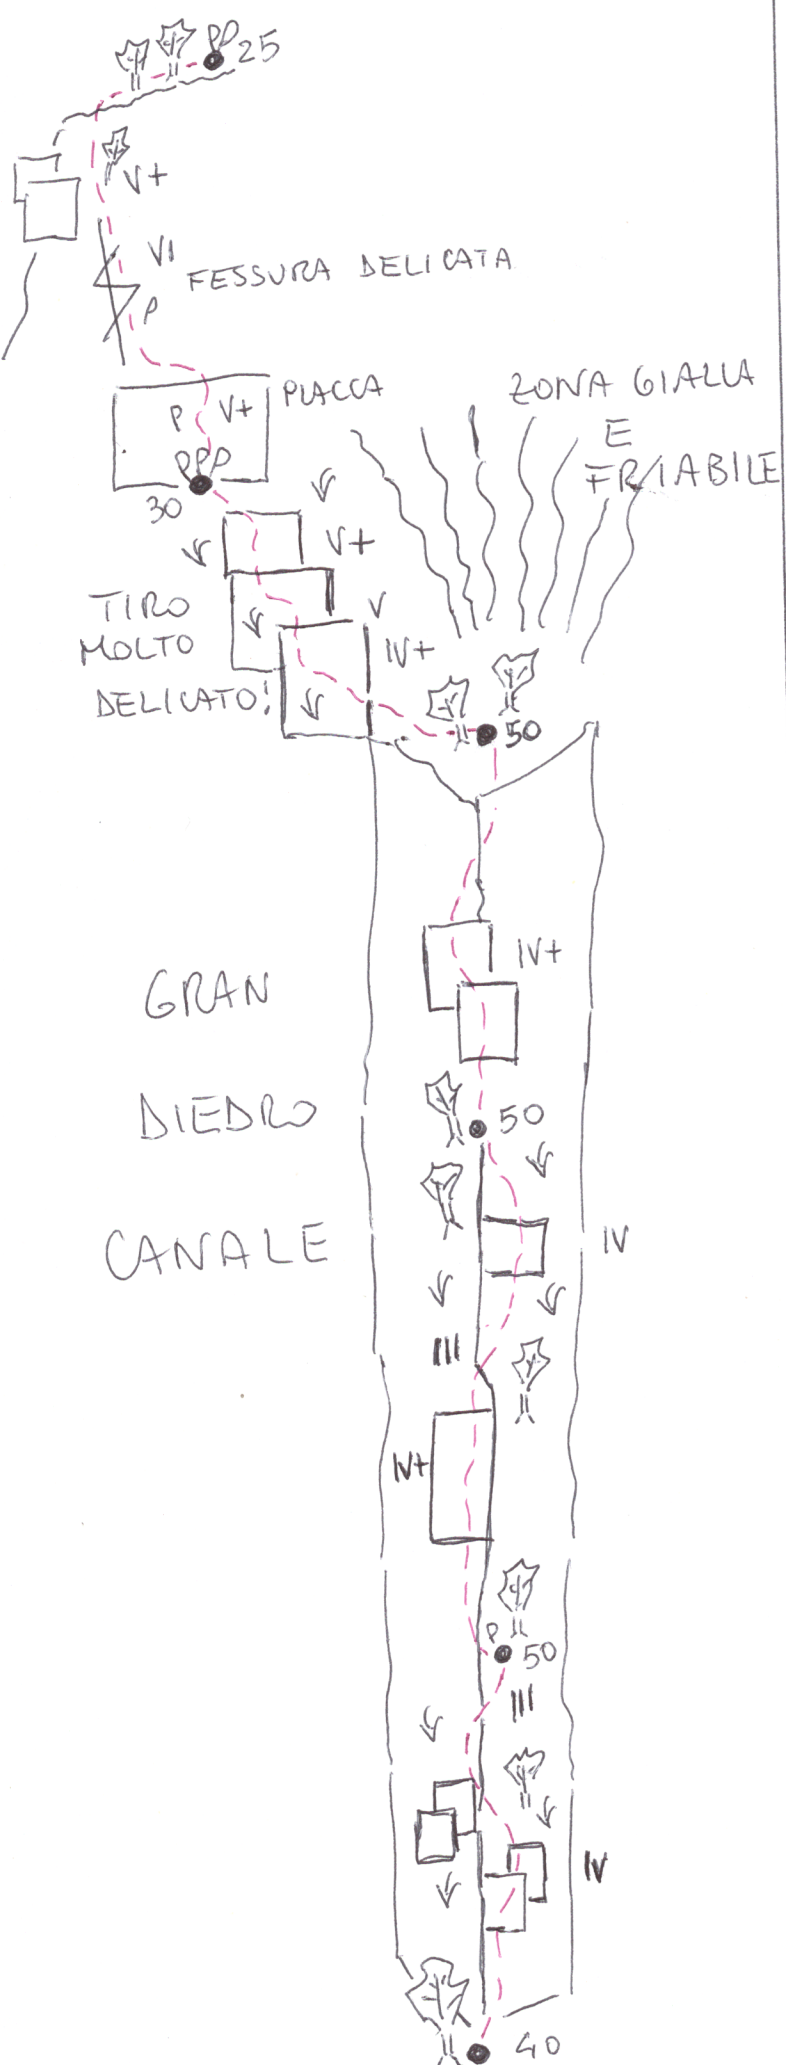 PP 25
V+
VI
FESSURA DELICATA
P
PLACCA
ZONA GIALLA
E
FRIABILE
P V+
PPP
30
V+
TIRO
MOLTO
DELICATO!
V
IV+
50
IV+
GRAN
DIEDRO
50
CANALE
IV
III
IV+
P
50
III
IV
40